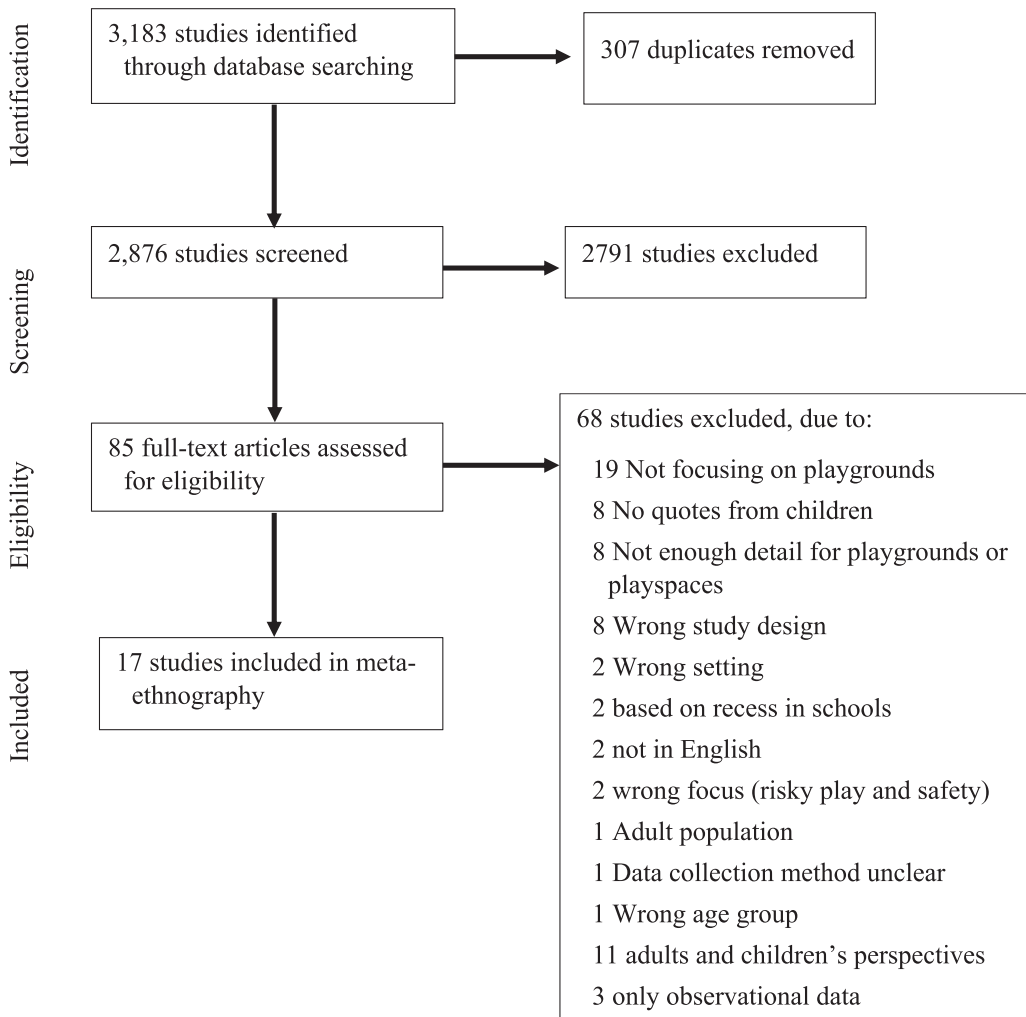 Identification
3,183 studies identified
through database searching
307 duplicates removed
Screening
2,876 studies screened
2791 studies excluded
Eligibility
85 full-text articles assessed
for eligibility
68 studies excluded, due to:
19 Not focusing on playgrounds
8 No quotes from children
8 Not enough detail for playgrounds or
playspaces
8 Wrong study design
2 Wrong setting
2 based on recess in schools
2 not in English
2 wrong focus (risky play and safety)
1 Adult population
1 Data collection method unclear
1 Wrong age group
11 adults and children’s perspectives
3 only observational data
Included
17 studies included in meta-
ethnography